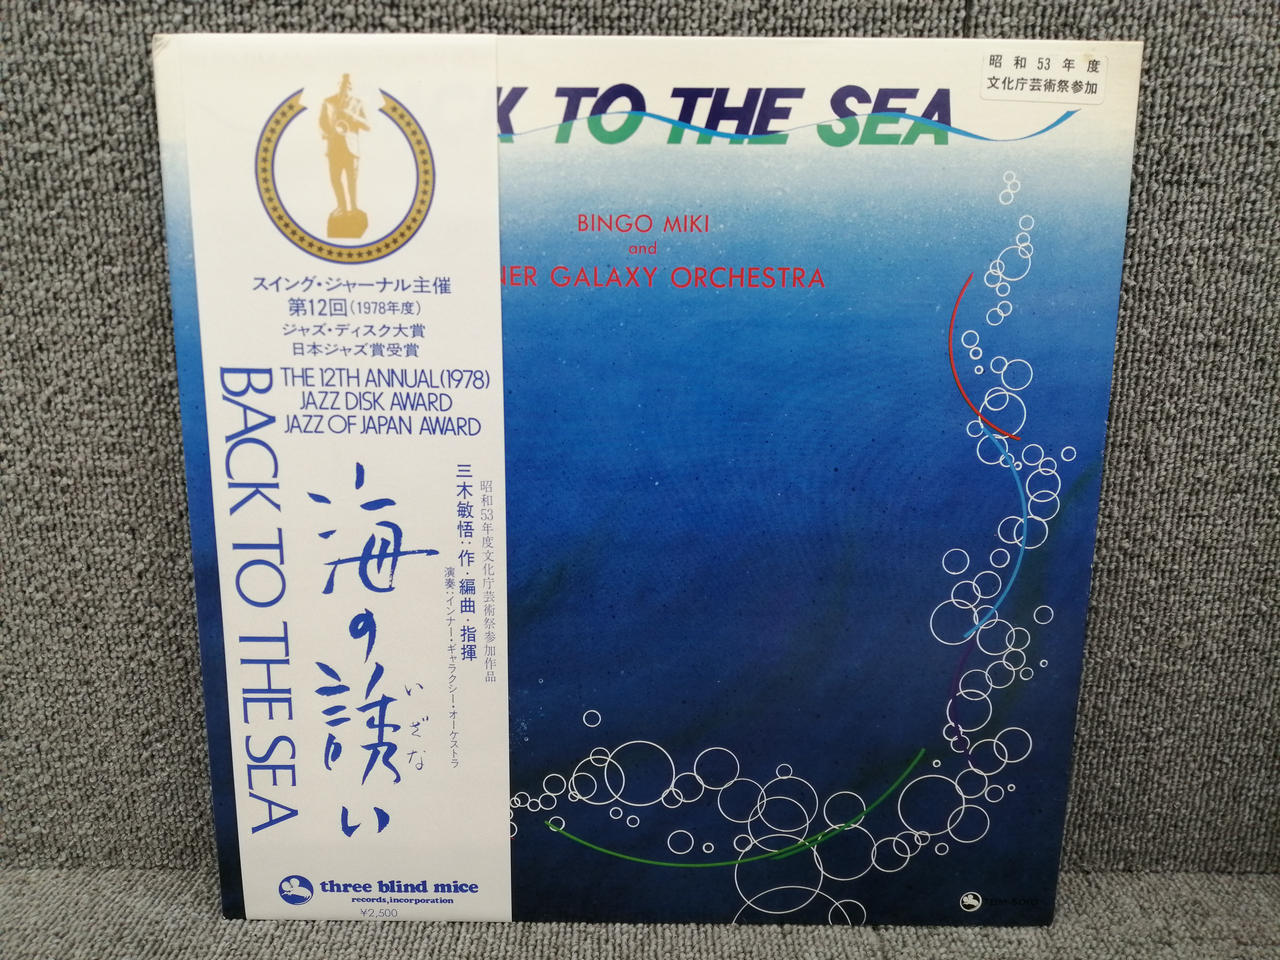 スイング・ジャーナル主催
第12回(1978年度)
ジャズ・ディスク大賞
日本ジャズ賞受賞
THE 12TH ANNUAL(1978)
JAZZ DISK AWARD
JAZZ OF JAPAN AWARD
BACK TO THE SEA
昭和53年度文化庁芸術祭参加作品
三木敏悟:作・編曲・指揮
演奏:インナー・ギャラクシー・オーケストラ
海の誘い
いざな
three blind mice
records, incorporation
¥2,500
K TO THE SEA
昭和53年度
文化庁芸術祭参加
BINGO MIKI
and
NER GALAXY ORCHESTRA